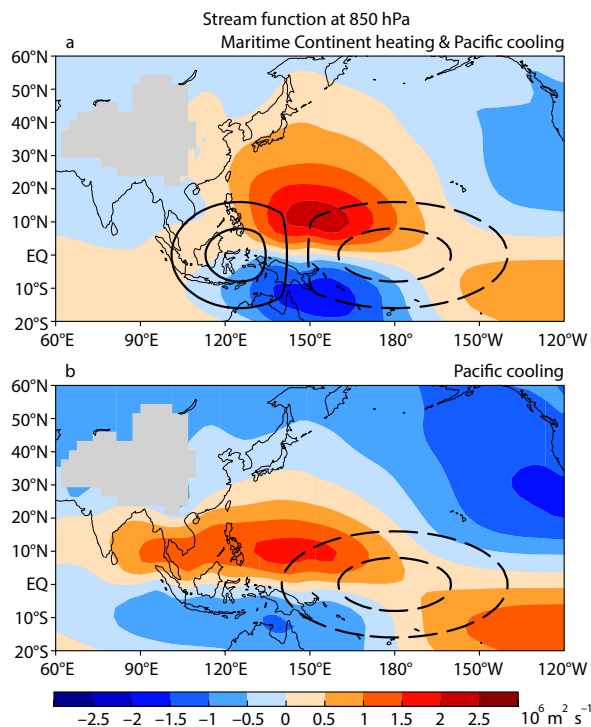 Stream function at 850 hPa
a Maritime Continent heating & Pacific cooling
60°N
50°N
40°N
30°N
20°N
10°N
EQ
10°S
20°S
60°E 90°E 120°E 150°E 180° 150°W 120°W
b Pacific cooling
60°N
50°N
40°N
30°N
20°N
10°N
EQ
10°S
20°S
60°E 90°E 120°E 150°E 180° 150°W 120°W
−2.5 −2 −1.5 −1 −0.5 0 0.5 1 1.5 2 2.5 10⁶ m² s⁻¹